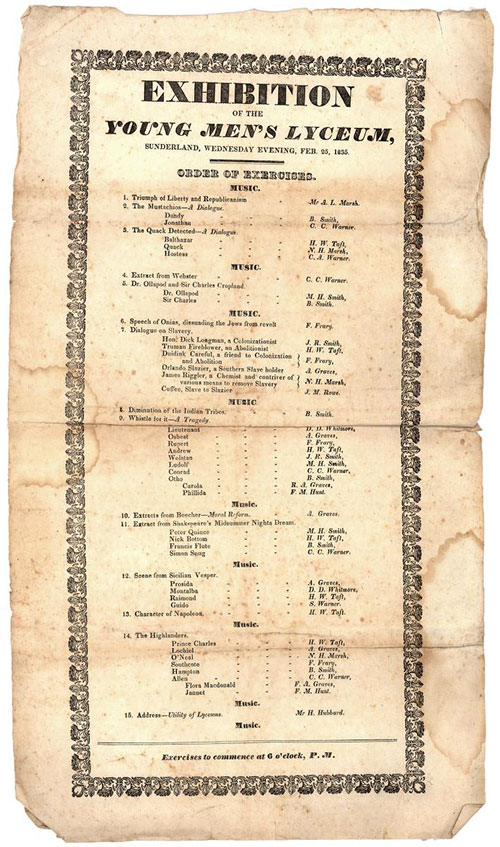 EXHIBITION
OF THE
YOUNG MEN'S LYCEUM,
SUNDERLAND, WEDNESDAY EVENING, FEB. 25, 1835.
ORDER OF EXERCISES.
MUSIC.
1. Triumph of Liberty and Republicanism - Mr A. L. Marsh.
2. The Mustachios—A Dialogue.
Dandy - - - - B. Smith,
Jonathan - - - - C. C. Warner.
3. The Quack Detected—A Dialogue.
Balthazar - - - - H. W. Taft,
Quack - - - - N. H. Marsh,
Hostess - - - - C. A. Warner.
MUSIC.
4. Extract from Webster - - - C. C. Warner.
5. Dr. Ollapod and Sir Charles Cropland.
Dr. Ollapod - - - - M. H. Smith,
Sir Charles - - - - B. Smith.
MUSIC.
6. Speech of Onias, dissuading the Jews from revolt F. Frary.
7. Dialogue on Slavery.
Hon. Dick Longman, a Colonizationist J. R. Smith,
Truman Fireblower, an Abolitionist H. W. Taft,
Careful, a friend to Colonization
and Abolition } F. Frary,
Orlando Slazier, a Southern Slave holder A. Graves,
James Riggler, a Chemist and contriver of
various means to remove Slavery } N. H. Marsh,
Coffee, Slave to Slazier - - J. M. Rowe.
MUSIC
8. Diminution of the Indian Tribes. - - B. Smith.
9. Whistle for it—A Tragedy.
Lieutenant - - - - D. D. Whitmore,
Osbest - - - - A. Graves,
Rupert - - - - F. Frary,
Andrew - - - - H. W. Taft,
Wolstan - - - - J. R. Smith,
Ludolf - - - - M. H. Smith,
Conrad - - - - C. C. Warner,
Otho - - - - B. Smith,
Carola - - - R. A. Graves,
Phillida - - - F. M. Hunt.
Music.
10. Extracts from Beecher—Moral Reform. - A. Graves.
11. Extract from Shakspeare's Midsummer Nights Dream.
Peter Quince - - - - M. H. Smith,
Nick Bottom - - - - H. W. Taft,
Francis Flute - - - - B. Smith,
Simon Snug - - - - C. C. Warner.
Music.
12. Scene from Sicilian Vesper.
Procida - - - - A. Graves,
Montalba - - - - D. D. Whitmore,
Raimond - - - - H. W. Taft,
Guido - - - - S. Warner.
13. Character of Napoleon. - - - H. W. Taft.
Music.
14. The Highlanders.
Prince Charles - - - H. W. Taft,
Lochiel - - - - A. Graves,
O'Neal - - - - N. H. Marsh,
Southcote - - - - F. Frary,
Hampton - - - - B. Smith,
Allen - - - - C. C. Warner,
Flora Macdonald - - F. A. Graves,
Jannet - - - F. M. Hunt.
Music.
15. Address—Utility of Lyceums. - Mr H. Hubbard.
Music.
Exercises to commence at 6 o'clock, P. M.